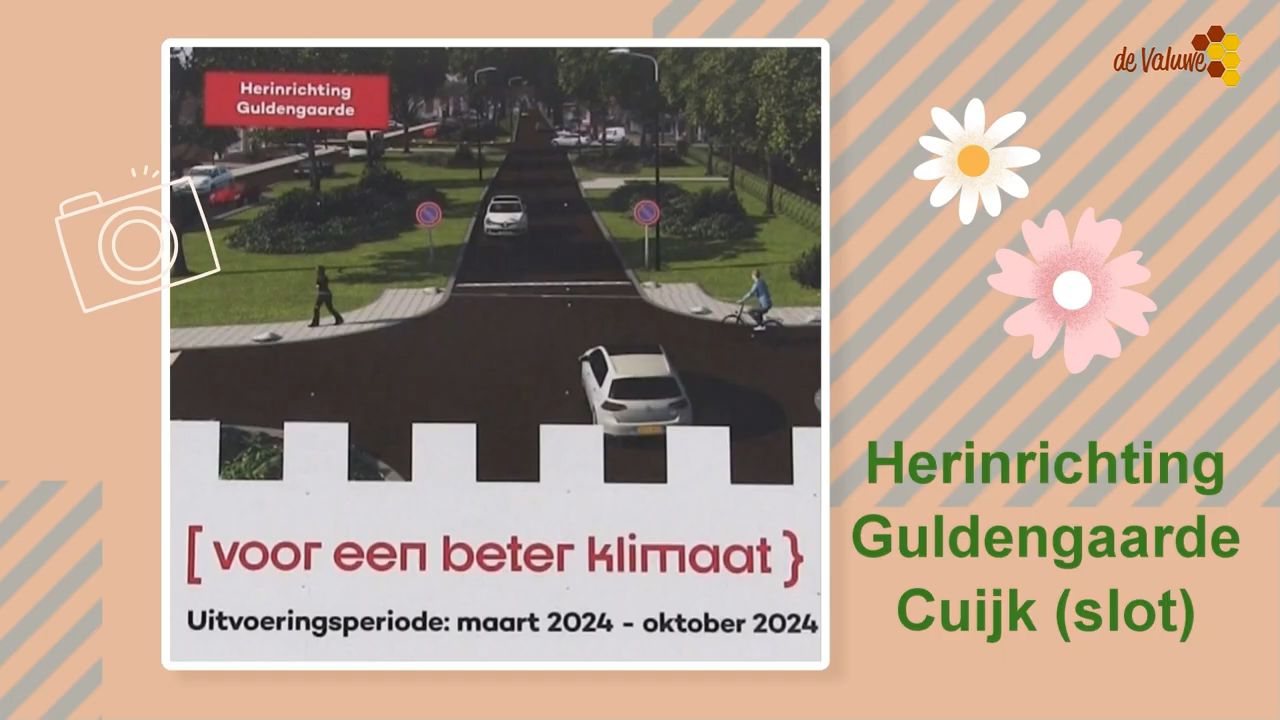 de Valuwe
Herinrichting
Guldengaarde
[ voor een beter klimaat }
Uitvoeringsperiode: maart 2024 - oktober 2024
Herinrichting
Guldengaarde
Cuijk (slot)